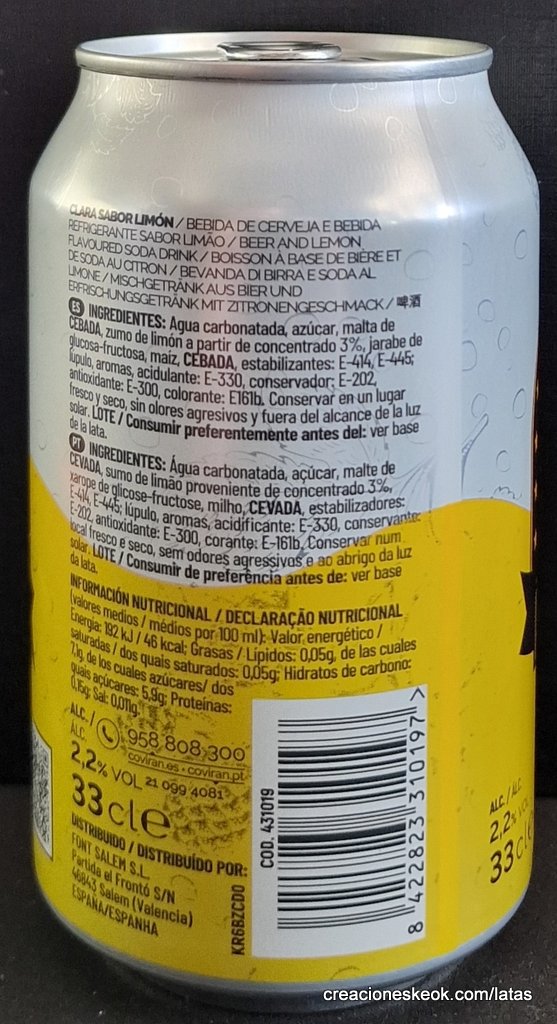 CLARA SABOR LIMÓN / BEBIDA DE CERVEJA E BEBIDA
REFRIGERANTE SABOR LIMÃO / BEER AND LEMON
FLAVOURED SODA DRINK / BOISSON À BASE DE BIÈRE ET
DE SODA AU CITRON / BEVANDA DI BIRRA E SODA AL
LIMONE / MISCHGETRÄNK AUS BIER UND
ERFRISCHUNGSGETRÄNK MIT ZITRONENGESCHMACK / 啤酒
ES INGREDIENTES: Agua carbonatada, azúcar, malta de
CEBADA, zumo de limón a partir de concentrado 3%, jarabe de
glucosa-fructosa, maíz, CEBADA, estabilizantes: E-414, E-445;
lúpulo, aromas, acidulante: E-330, conservador: E-202,
antioxidante: E-300, colorante: E161b. Conservar en un lugar
fresco y seco, sin olores agresivos y fuera del alcance de la luz
solar. LOTE / Consumir preferentemente antes del: ver base
de la lata.
PT INGREDIENTES: Água carbonatada, açúcar, malte de
CEVADA, sumo de limão proveniente de concentrado 3%,
xarope de glicose-fructose, milho, CEVADA, estabilizadores:
E-414, E-445; lúpulo, aromas, acidificante: E-330, conservante:
E-202, antioxidante: E-300, corante: E-161b. Conservar num
local fresco e seco, sem odores agressivos e ao abrigo da luz
solar. LOTE / Consumir de preferência antes de: ver base
da lata.
INFORMACIÓN NUTRICIONAL / DECLARAÇÃO NUTRICIONAL
(valores medios / médios por 100 ml): Valor energético /
Energia: 192 kJ / 46 kcal; Grasas / Lípidos: 0,05g, de las cuales
saturadas / dos quais saturados: 0,05g; Hidratos de carbono:
7,1g, de los cuales azúcares/ dos
quais açúcares: 5,9g; Proteínas:
0,15g; Sal: 0,011g.
ALC. /
ÁLC.
2,2% VOL
958 808 300
coviran.es - coviran.pt
21 099 4081
33 cl e
DISTRIBUIDO / DISTRIBUÍDO POR:
FONT SALEM S.L.
Partida el Frontó S/N
46843 Salem (Valencia)
ESPAÑA/ESPANHA
KR6BZCDO
COD. 431019
8 422823 310197 >
ALC. / ÁLC.
2,2% VOL
33 cl
creacioneskeok.com/latas